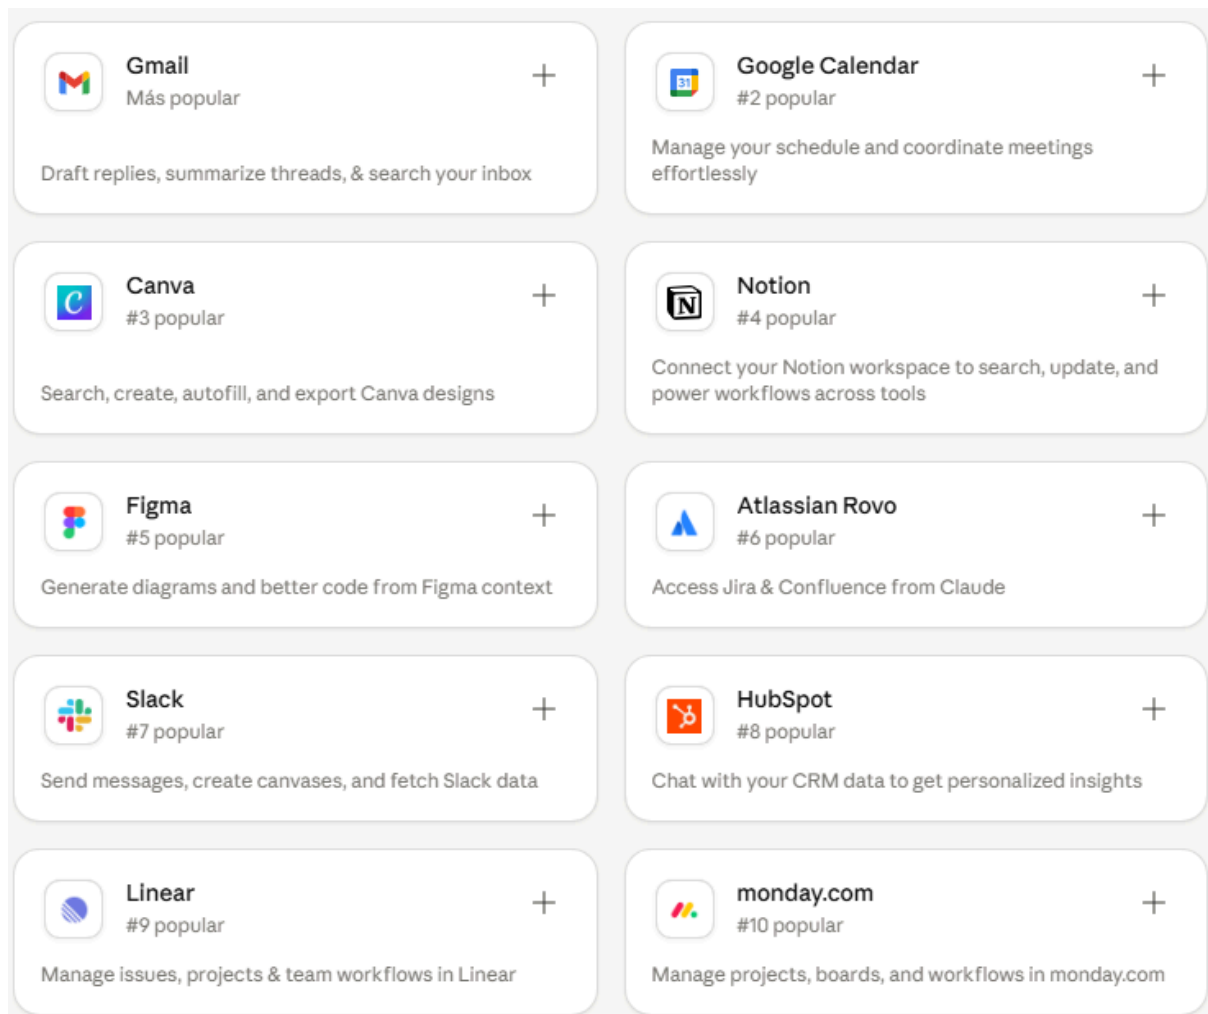 Gmail
Más popular
Draft replies, summarize threads, & search your inbox
31
Google Calendar
#2 popular
Manage your schedule and coordinate meetings
effortlessly
C
Canva
#3 popular
Search, create, autofill, and export Canva designs
N
Notion
#4 popular
Connect your Notion workspace to search, update, and
power workflows across tools
Figma
#5 popular
Generate diagrams and better code from Figma context
Atlassian Rovo
#6 popular
Access Jira & Confluence from Claude
Slack
#7 popular
Send messages, create canvases, and fetch Slack data
HubSpot
#8 popular
Chat with your CRM data to get personalized insights
Linear
#9 popular
Manage issues, projects & team workflows in Linear
monday.com
#10 popular
Manage projects, boards, and workflows in monday.com